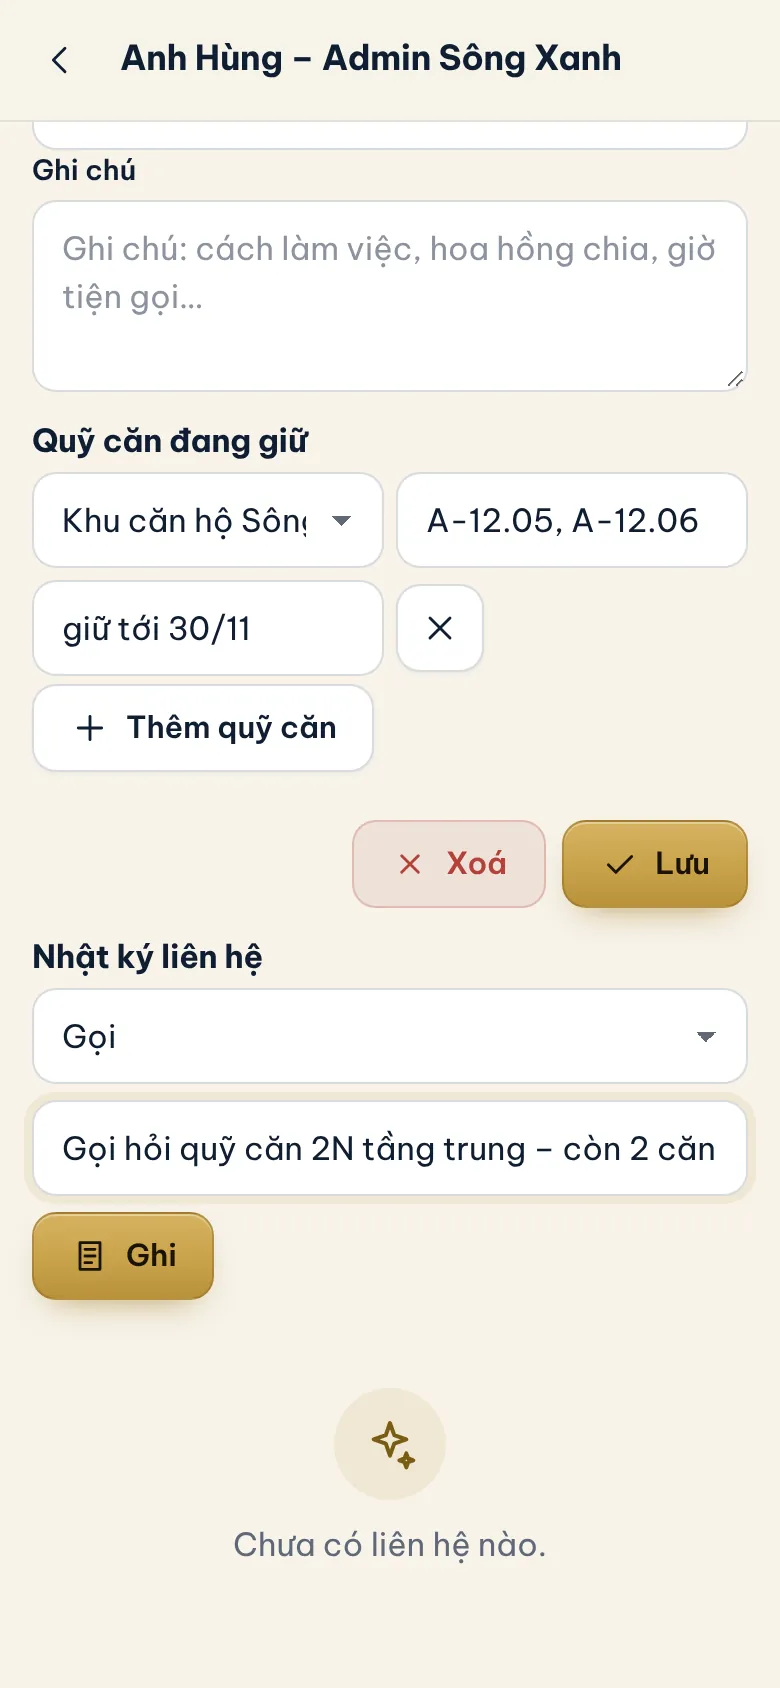 Anh Hùng – Admin Sông Xanh
Ghi chú
Ghi chú: cách làm việc, hoa hồng chia, giờ
tiện gọi...
Quỹ căn đang giữ
Khu căn hộ Sông
A-12.05, A-12.06
giữ tới 30/11
Thêm quỹ căn
Xoá
Lưu
Nhật ký liên hệ
Gọi
Gọi hỏi quỹ căn 2N tầng trung – còn 2 căn
Ghi
Chưa có liên hệ nào.